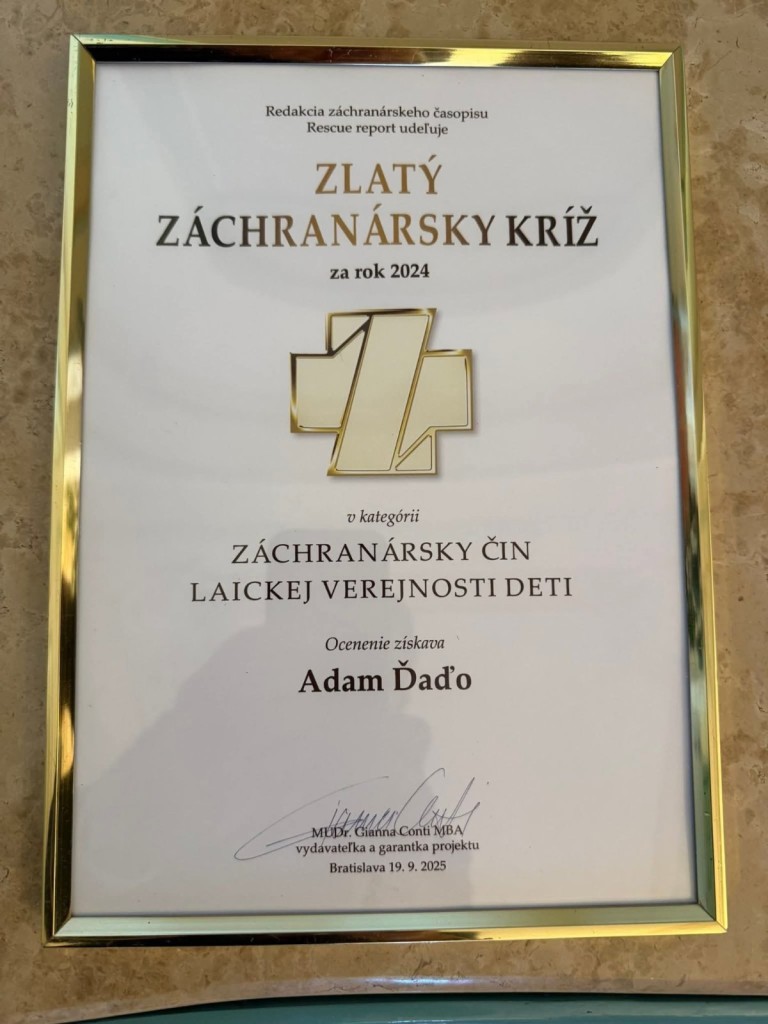 Redakcia záchranárskeho časopisu
Rescue report udeľuje
ZLATÝ
ZÁCHRANÁRSKY KRÍŽ
za rok 2024
v kategórii
ZÁCHRANÁRSKY ČIN
LAICKEJ VEREJNOSTI DETI
Ocenenie získava
Adam Ďaďo
MUDr. Gianna Conti MBA
vydávateľka a garantka projektu
Bratislava 19. 9. 2025